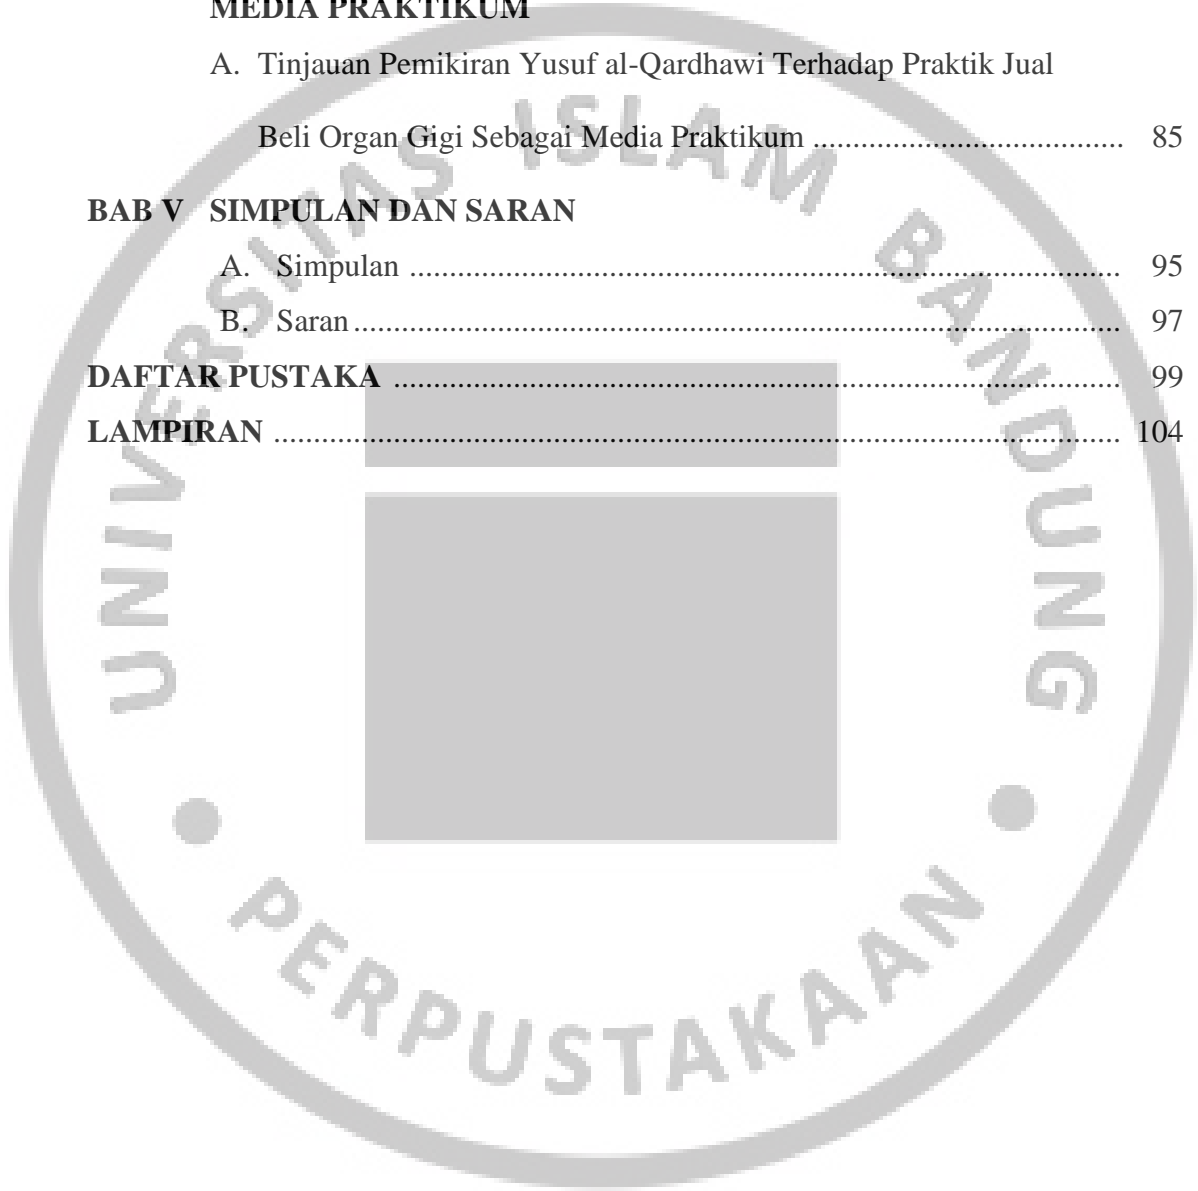 MEDIA PRAKTIKUM
A. Tinjauan Pemikiran Yusuf al-Qardhawi Terhadap Praktik Jual
Beli Organ Gigi Sebagai Media Praktikum .................................. 85
BAB V SIMPULAN DAN SARAN
A. Simpulan .................................. 95
B. Saran .................................. 97
DAFTAR PUSTAKA .................................. 99
LAMPIRAN .................................. 104
UNIVERSITAS ISLAM BANDUNG
PERPUSTAKAAN